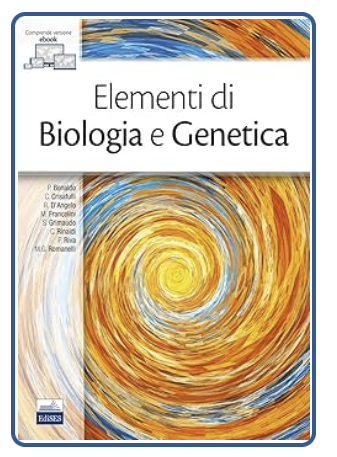 Comprende versione
ebook
Elementi di
Biologia e Genetica
P. Bonaldo
C. Crisafulli
R. D'Angelo
M. Francolini
S. Grimaudo
C. Rinaldi
P. Riva
M.G. Romanelli
EdiSES